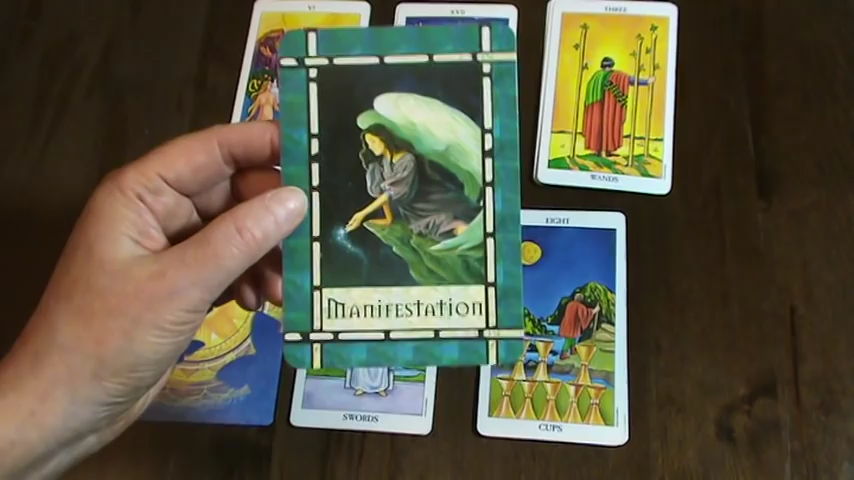 VI
XVII
THREE
WANDS
Manifestation
EIGHT
SWORDS
CUPS